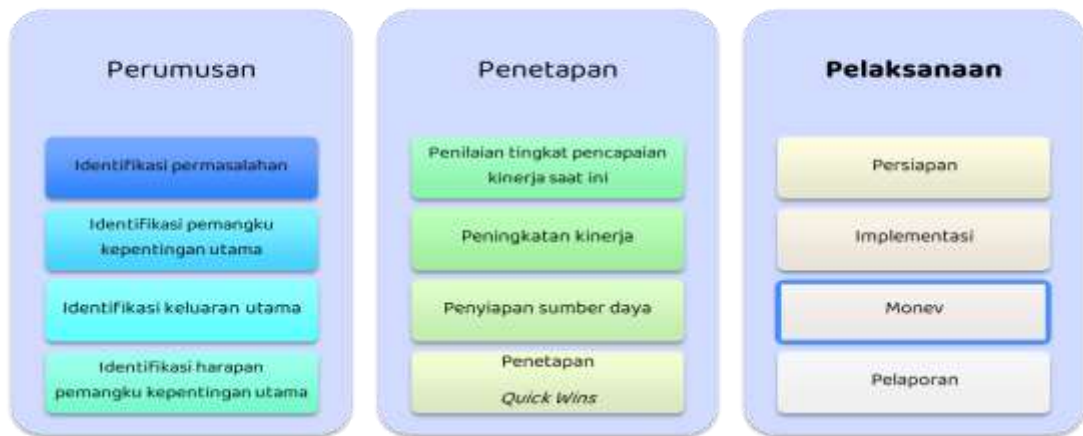 Perumusan
Identifikasi permasalahan
Identifikasi pemangku
kepentingan utama
Identifikasi keluaran utama
Identifikasi harapan
pemangku kepentingan utama
Penetapan
Penilaian tingkat pencapaian
kinerja saat ini
Peningkatan kinerja
Penyiapan sumber daya
Penetapan
Quick Wins
Pelaksanaan
Persiapan
Implementasi
Monev
Pelaporan